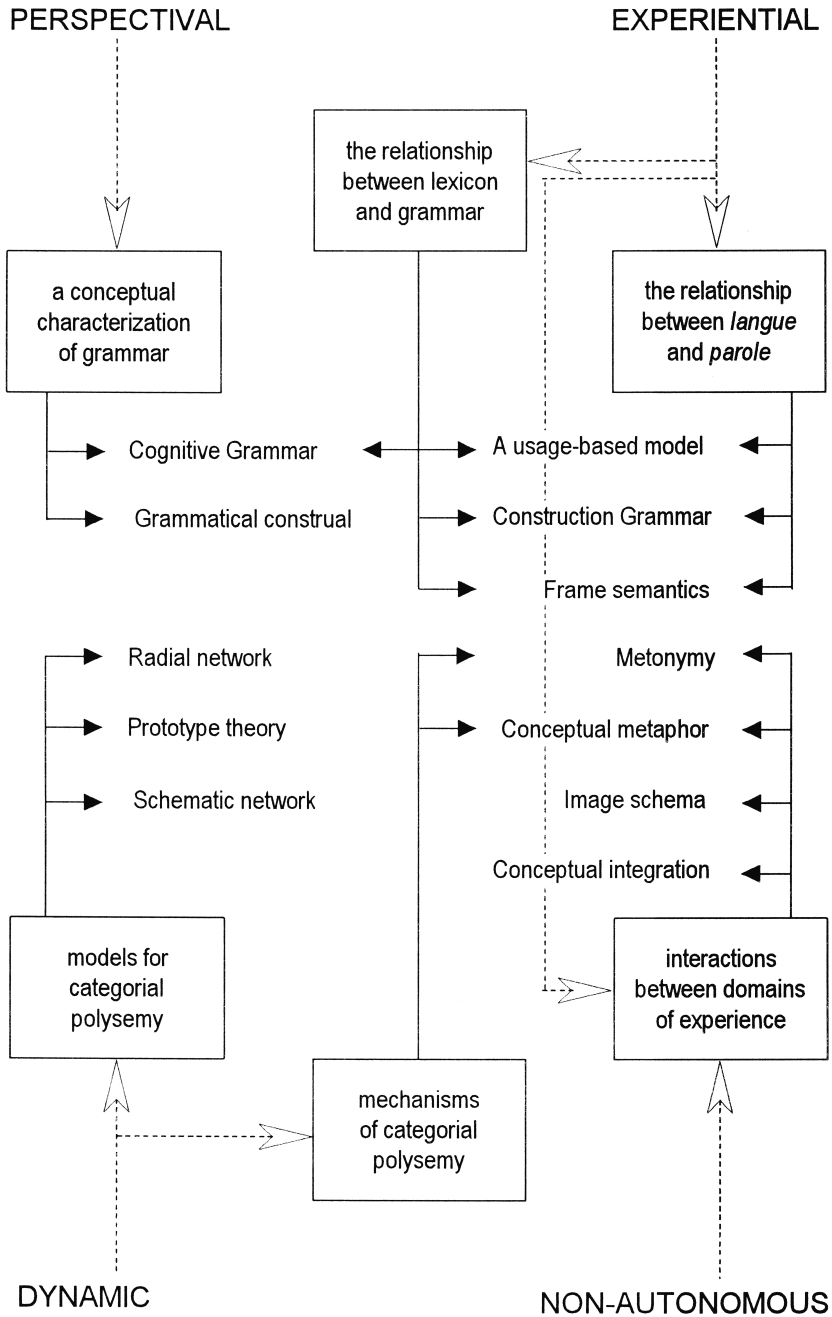 PERSPECTIVAL
EXPERIENTIAL
the relationship
between lexicon
and grammar
a conceptual
characterization
of grammar
the relationship
between langue
and parole
Cognitive Grammar
A usage-based model
Grammatical construal
Construction Grammar
Frame semantics
Radial network
Metonymy
Prototype theory
Conceptual metaphor
Schematic network
Image schema
Conceptual integration
models for
categorial
polysemy
interactions
between domains
of experience
mechanisms
of categorial
polysemy
DYNAMIC
NON-AUTONOMOUS